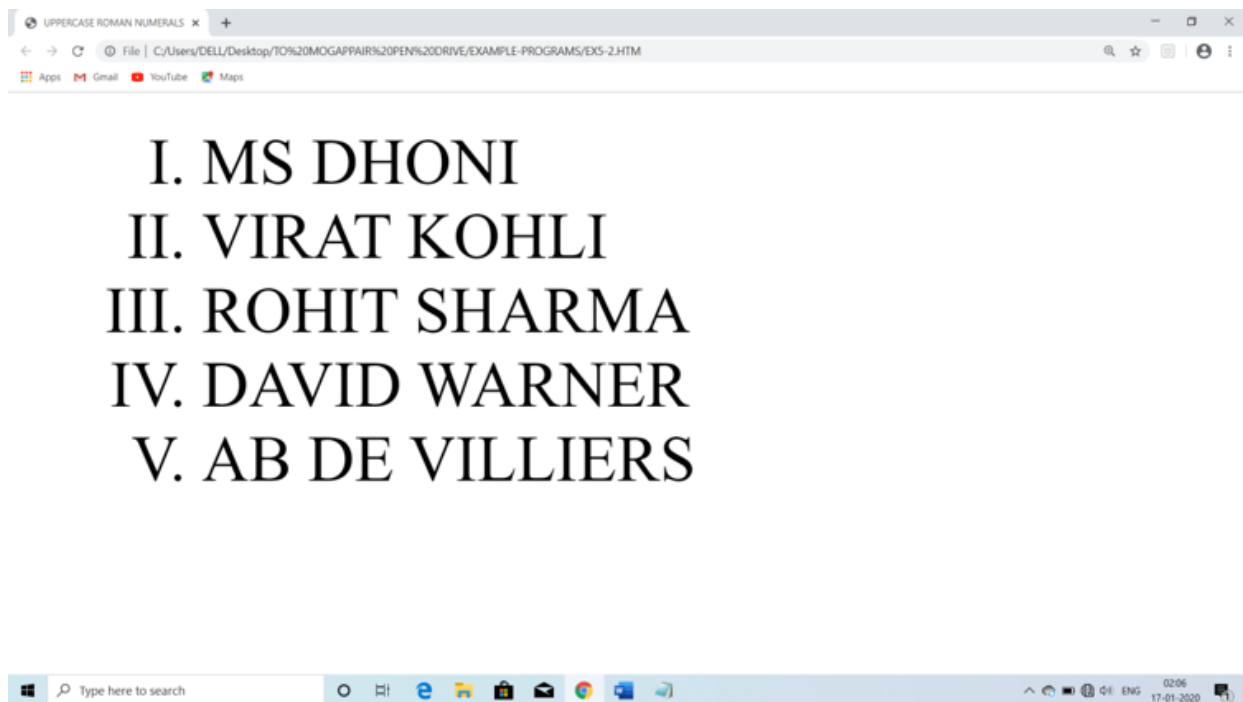 UPPERCASE ROMAN NUMERALS
File | C:/Users/DELL/Desktop/TO%20MOGAPPAIR%20PEN%20DRIVE/EXAMPLE-PROGRAMS/EX5-2.HTM
Apps Gmail YouTube Maps
I. MS DHONI
II. VIRAT KOHLI
III. ROHIT SHARMA
IV. DAVID WARNER
V. AB DE VILLIERS
Type here to search
ENG
02:06
17-01-2020